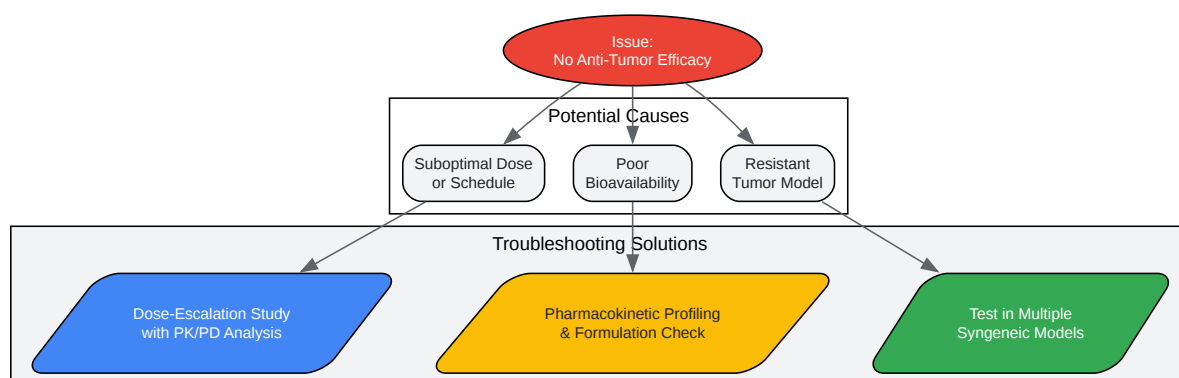 Issue:
No Anti-Tumor Efficacy
Potential Causes
Suboptimal Dose
or Schedule
Poor
Bioavailability
Resistant
Tumor Model
Troubleshooting Solutions
Dose-Escalation Study
with PK/PD Analysis
Pharmacokinetic Profiling
& Formulation Check
Test in Multiple
Syngeneic Models